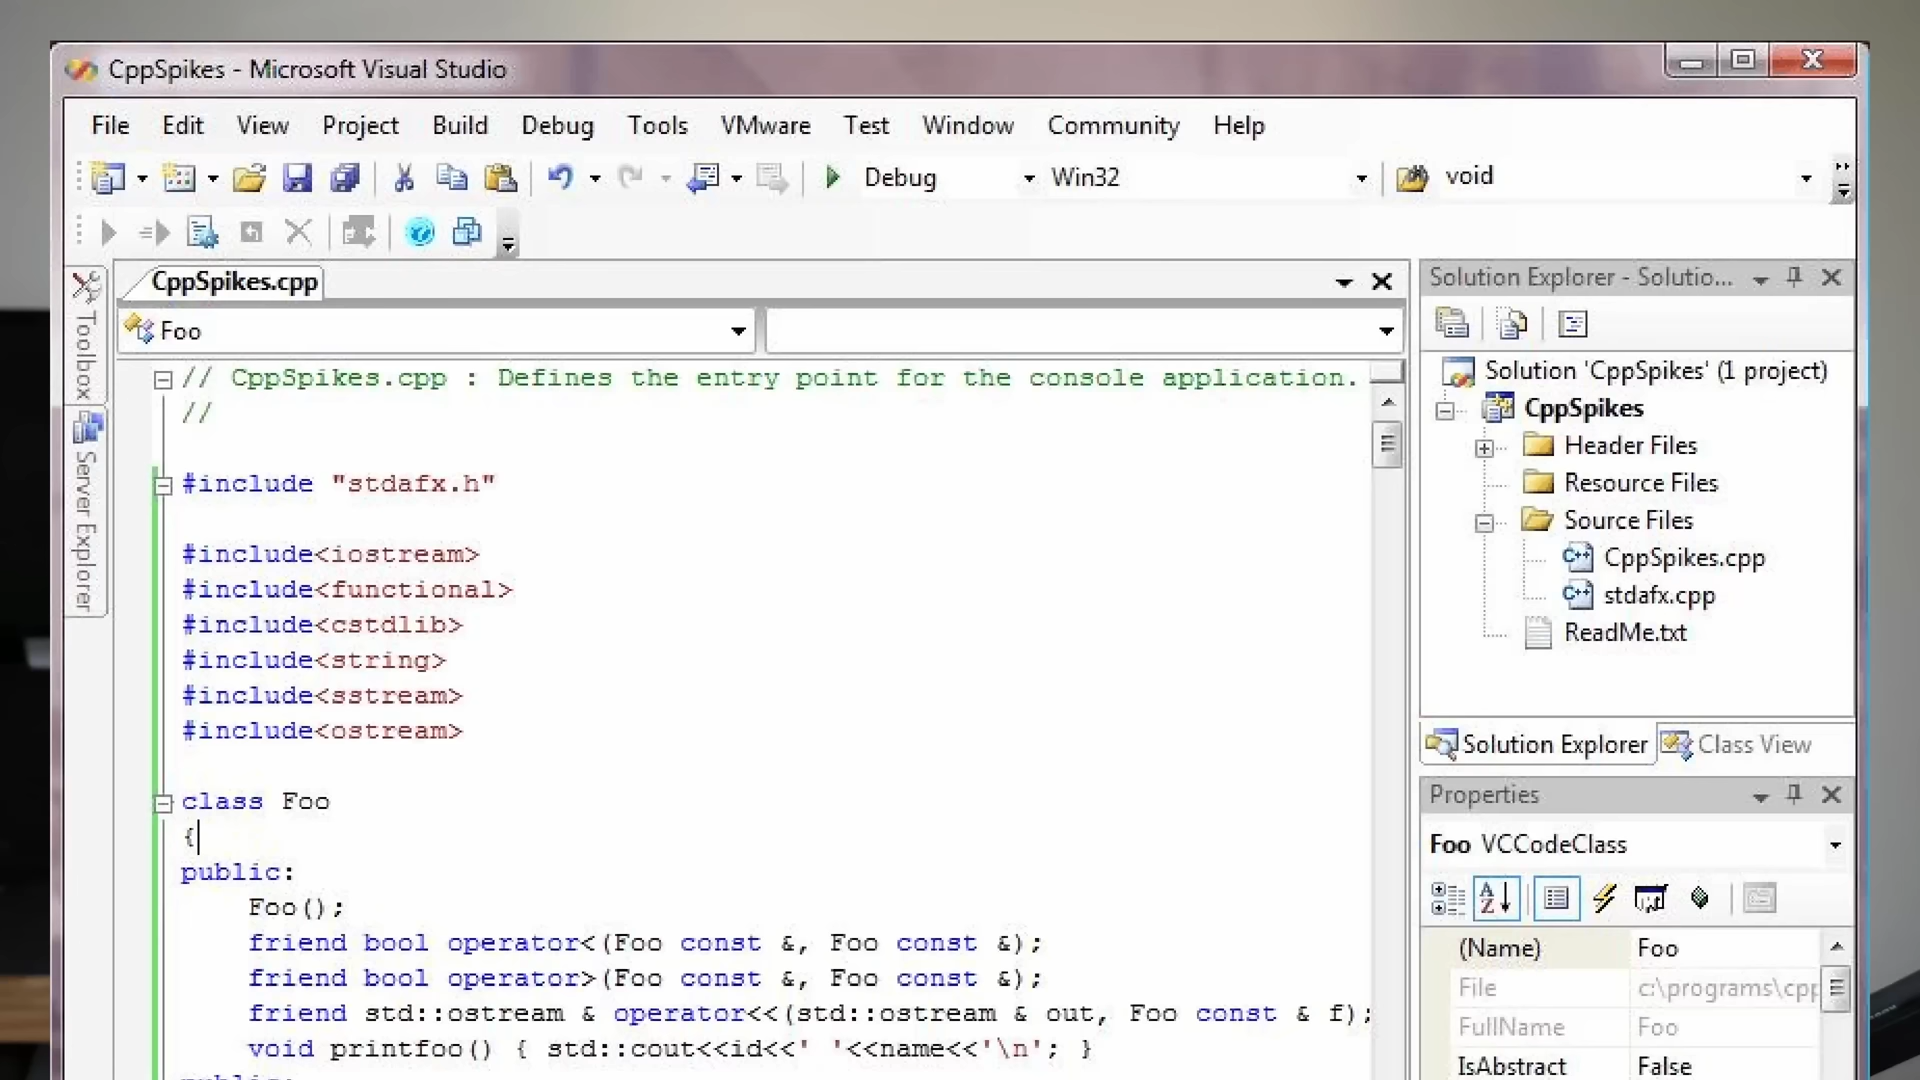 CppSpikes - Microsoft Visual Studio
File Edit View Project Build Debug Tools VMware Test Window Community Help
Debug Win32 void
Toolbox
Server Explorer
CppSpikes.cpp
Foo
// CppSpikes.cpp : Defines the entry point for the console application.
//
#include "stdafx.h"
#include<iostream>
#include<functional>
#include<cstdlib>
#include<string>
#include<sstream>
#include<ostream>
class Foo
{
public:
Foo();
friend bool operator<(Foo const &, Foo const &);
friend bool operator>(Foo const &, Foo const &);
friend std::ostream & operator<<(std::ostream & out, Foo const & f);
void printfoo() { std::cout<<id<<' '<<name<<'\n'; }
Solution Explorer - Solutio...
Solution 'CppSpikes' (1 project)
CppSpikes
Header Files
Resource Files
Source Files
CppSpikes.cpp
stdafx.cpp
ReadMe.txt
Solution Explorer Class View
Properties
Foo VCCodeClass
(Name) Foo
File c:\programs\cpp
FullName Foo
IsAbstract False